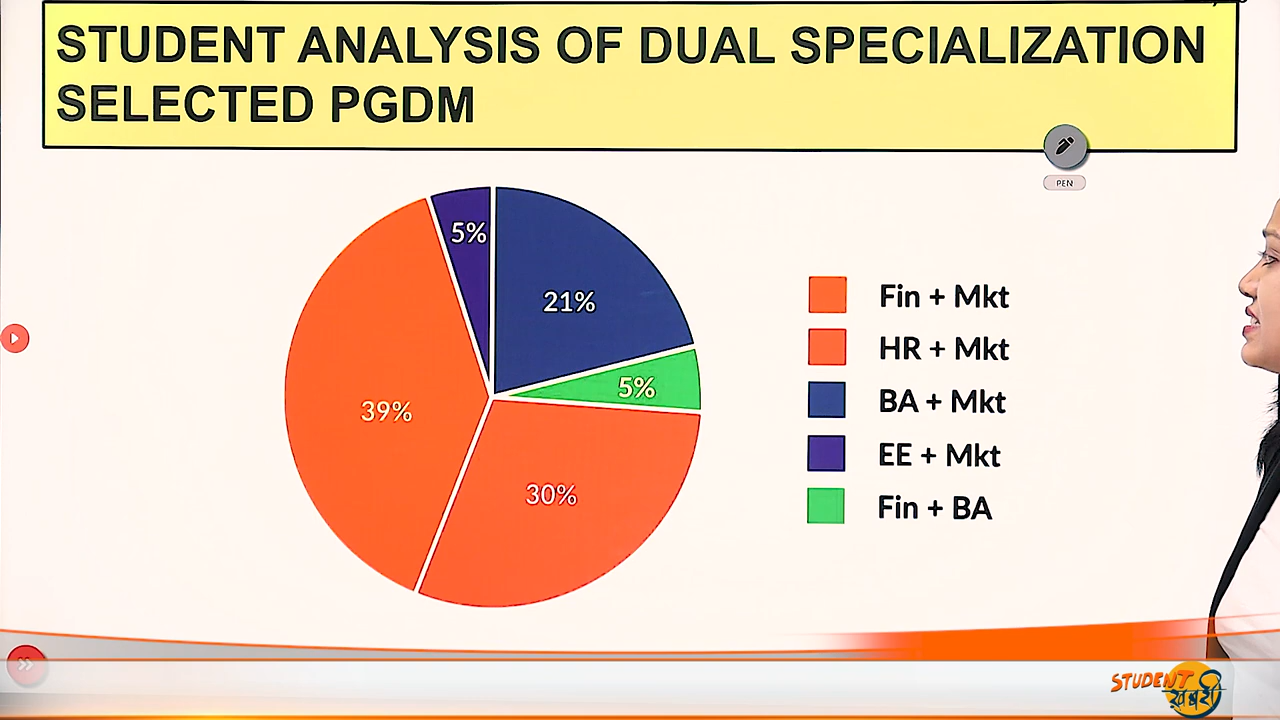 STUDENT ANALYSIS OF DUAL SPECIALIZATION
SELECTED PGDM
PEN
5%
21%
5%
39%
30%
Fin + Mkt
HR + Mkt
BA + Mkt
EE + Mkt
Fin + BA
STUDENT
खबरी